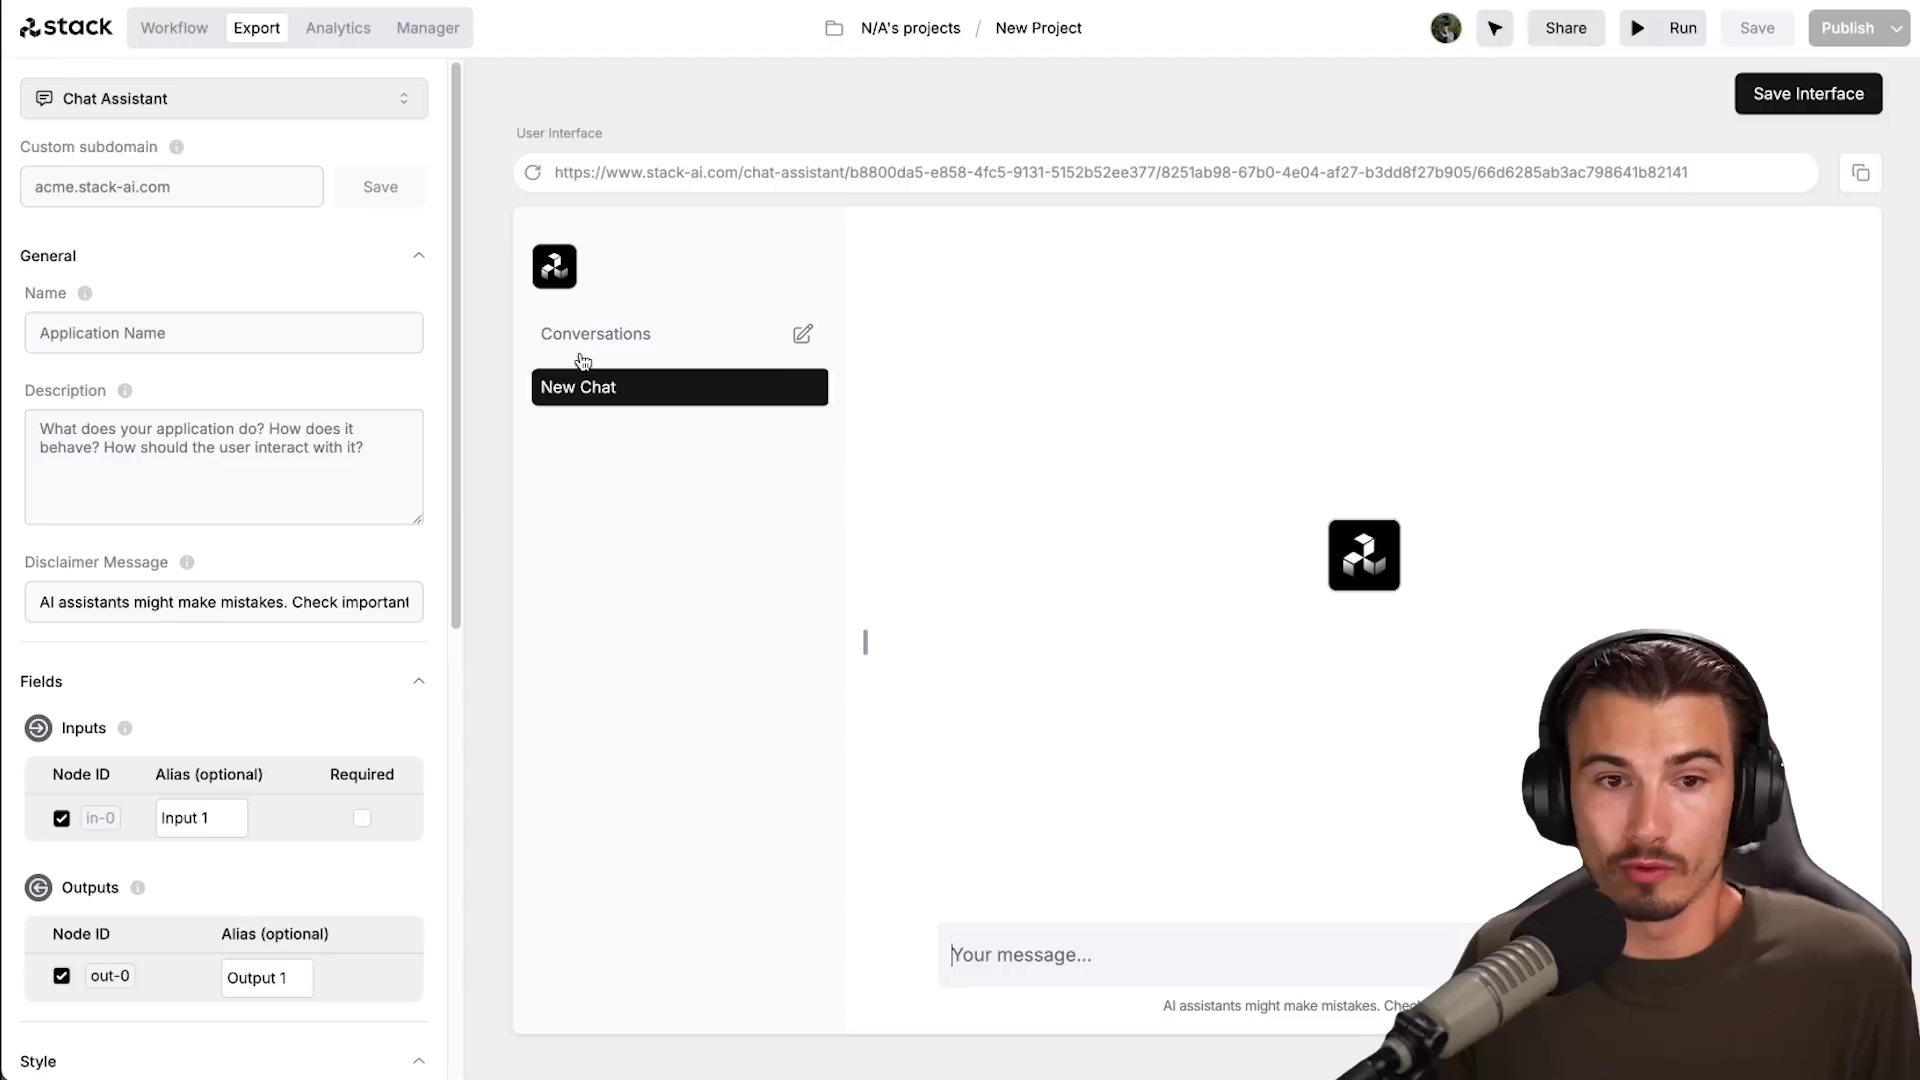 stack
Workflow
Export
Analytics
Manager
N/A's projects / New Project
Share
Run
Save
Publish
Chat Assistant
Save Interface
Custom subdomain
acme.stack-ai.com
Save
User Interface
https://www.stack-ai.com/chat-assistant/b8800da5-e858-4fc5-9131-5152b52ee377/8251ab98-67b0-4e04-af27-b3dd8f27b905/66d6285ab3ac798641b82141
General
Name
Application Name
Description
What does your application do? How does it
behave? How should the user interact with it?
Disclaimer Message
AI assistants might make mistakes. Check important
Fields
Inputs
Node ID Alias (optional) Required
in-0 Input 1
Outputs
Node ID Alias (optional)
out-0 Output 1
Style
Conversations
New Chat
Your message...
AI assistants might make mistakes. Chec